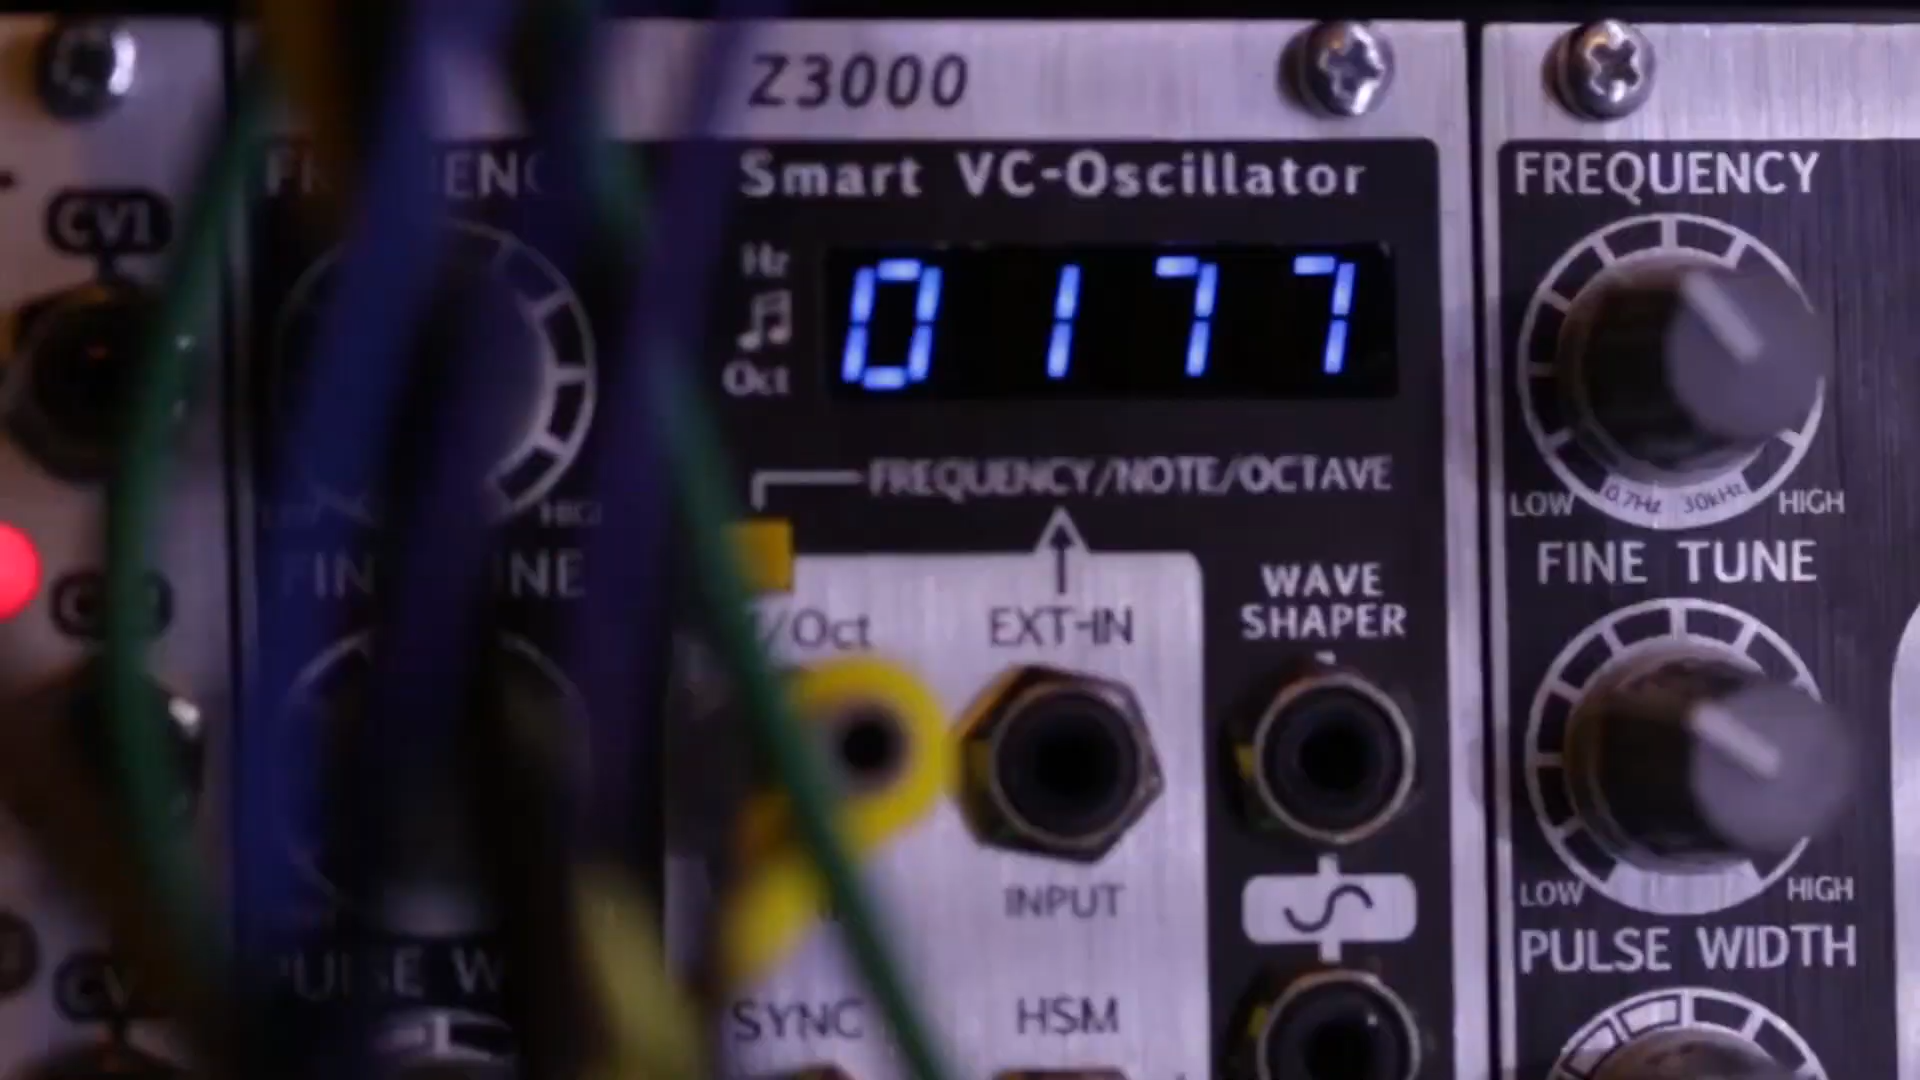 Z3000
Smart VC-Oscillator
FREQUENCY
CV1
Hz
0177
Oct
FREQUENCY/NOTE/OCTAVE
LOW 0.7Hz 30kHz HIGH
FINE TUNE
WAVE
SHAPER
/Oct
EXT-IN
LOW HIGH
INPUT
PULSE WIDTH
SYNC
HSM